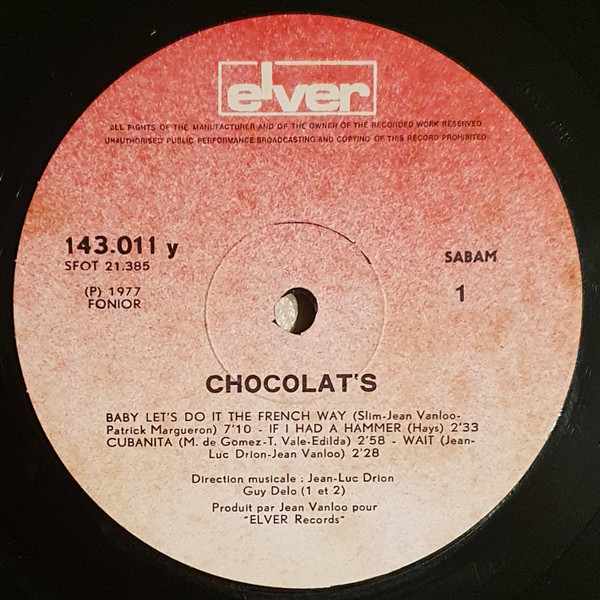 elver
ALL RIGHTS OF THE MANUFACTURER AND OF THE OWNER OF THE RECORDED WORK RESERVED
UNAUTHORISED PUBLIC PERFORMANCE BROADCASTING AND COPYING OF THIS RECORD PROHIBITED
143.011 y
SFOT 21.385
(P) 1977
FONIOR
SABAM
1
CHOCOLAT'S
BABY LET'S DO IT THE FRENCH WAY (Slim-Jean Vanloo-
Patrick Margueron) 7'10 - IF I HAD A HAMMER (Hays) 2'33
CUBANITA (M. de Gomez-T. Vale-Edilda) 2'58 - WAIT (Jean-
Luc Drion-Jean Vanloo) 2'28
Direction musicale : Jean-Luc Drion
Guy Delo (1 et 2)
Produit par Jean Vanloo pour
"ELVER Records"